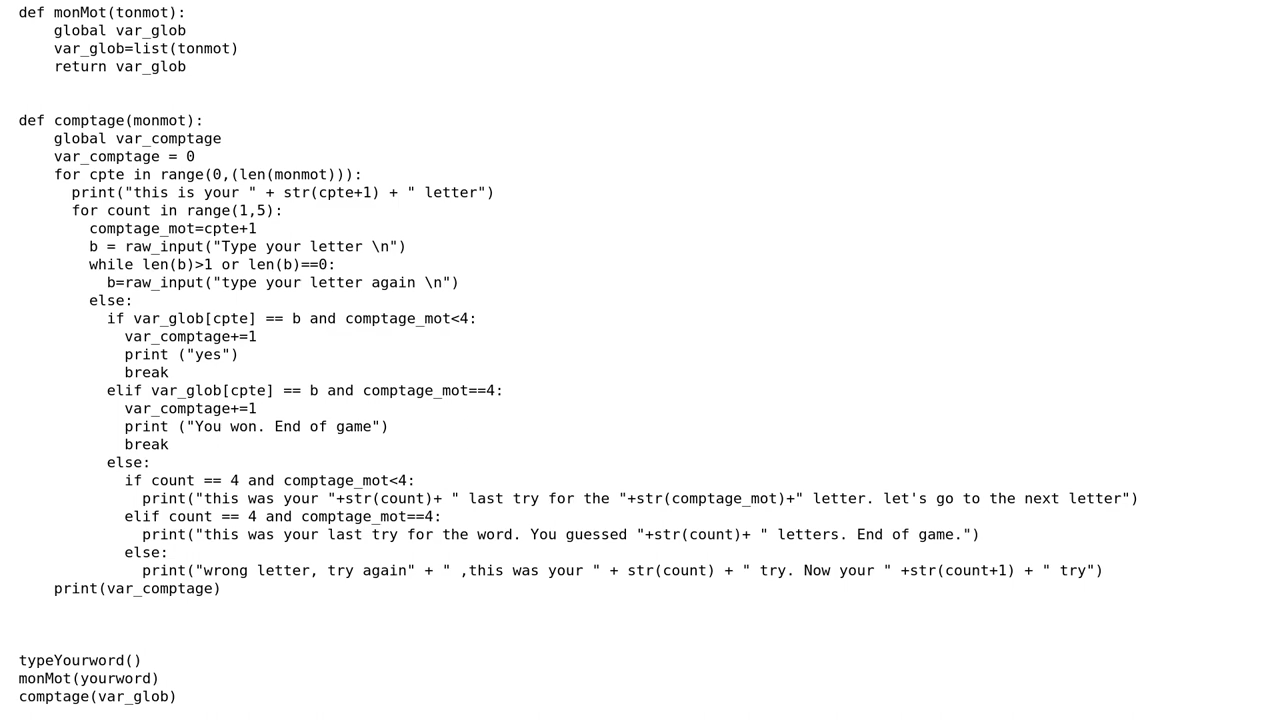 def monMot(tonmot):
    global var_glob
    var_glob=list(tonmot)
    return var_glob
def comptage(monmot):
    global var_comptage
    var_comptage = 0
    for cpte in range(0,(len(monmot))):
      print("this is your " + str(cpte+1) + " letter")
      for count in range(1,5):
        comptage_mot=cpte+1
        b = raw_input("Type your letter \n")
        while len(b)>1 or len(b)==0:
          b=raw_input("type your letter again \n")
        else:
          if var_glob[cpte] == b and comptage_mot<4:
            var_comptage+=1
            print ("yes")
            break
          elif var_glob[cpte] == b and comptage_mot==4:
            var_comptage+=1
            print ("You won. End of game")
            break
          else:
            if count == 4 and comptage_mot<4:
              print("this was your "+str(count)+ " last try for the "+str(comptage_mot)+" letter. let's go to the next letter")
            elif count == 4 and comptage_mot==4:
              print("this was your last try for the word. You guessed "+str(count)+ " letters. End of game.")
            else:
              print("wrong letter, try again" + " ,this was your " + str(count) + " try. Now your " +str(count+1) + " try")
    print(var_comptage)
typeYourword()
monMot(yourword)
comptage(var_glob)